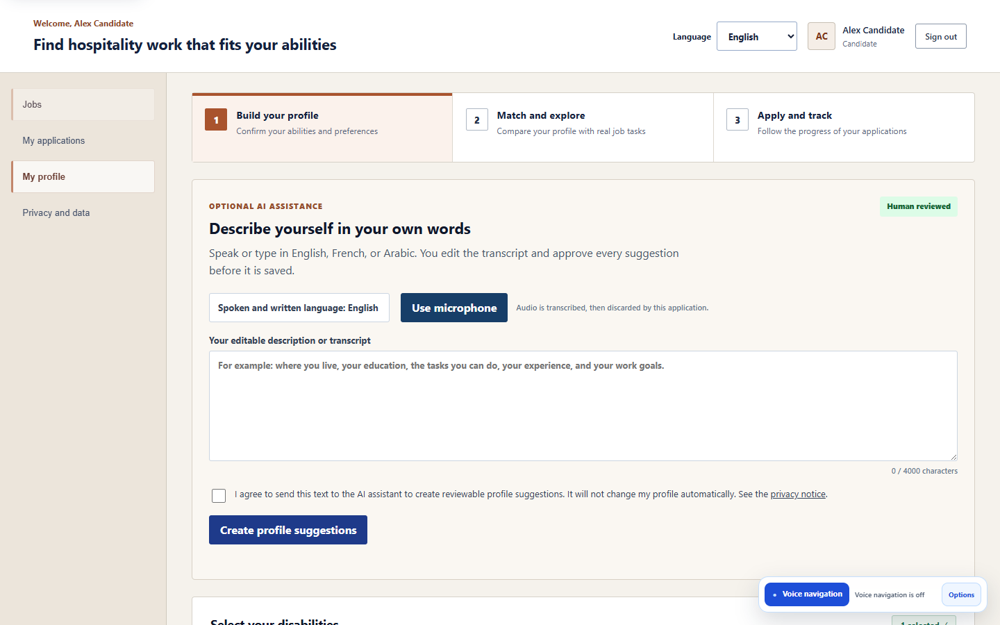 Welcome, Alex Candidate
Find hospitality work that fits your abilities
Language
English
AC
Alex Candidate
Candidate
Sign out
Jobs
My applications
My profile
Privacy and data
1
Build your profile
Confirm your abilities and preferences
2
Match and explore
Compare your profile with real job tasks
3
Apply and track
Follow the progress of your applications
OPTIONAL AI ASSISTANCE
Human reviewed
Describe yourself in your own words
Speak or type in English, French, or Arabic. You edit the transcript and approve every suggestion
before it is saved.
Spoken and written language: English
Use microphone
Audio is transcribed, then discarded by this application.
Your editable description or transcript
For example: where you live, your education, the tasks you can do, your experience, and your work goals.
0 / 4000 characters
I agree to send this text to the AI assistant to create reviewable profile suggestions. It will not change my profile automatically. See the privacy notice.
Create profile suggestions
Voice navigation
Voice navigation is off
Options
Select your disabilities
1 selected ✓